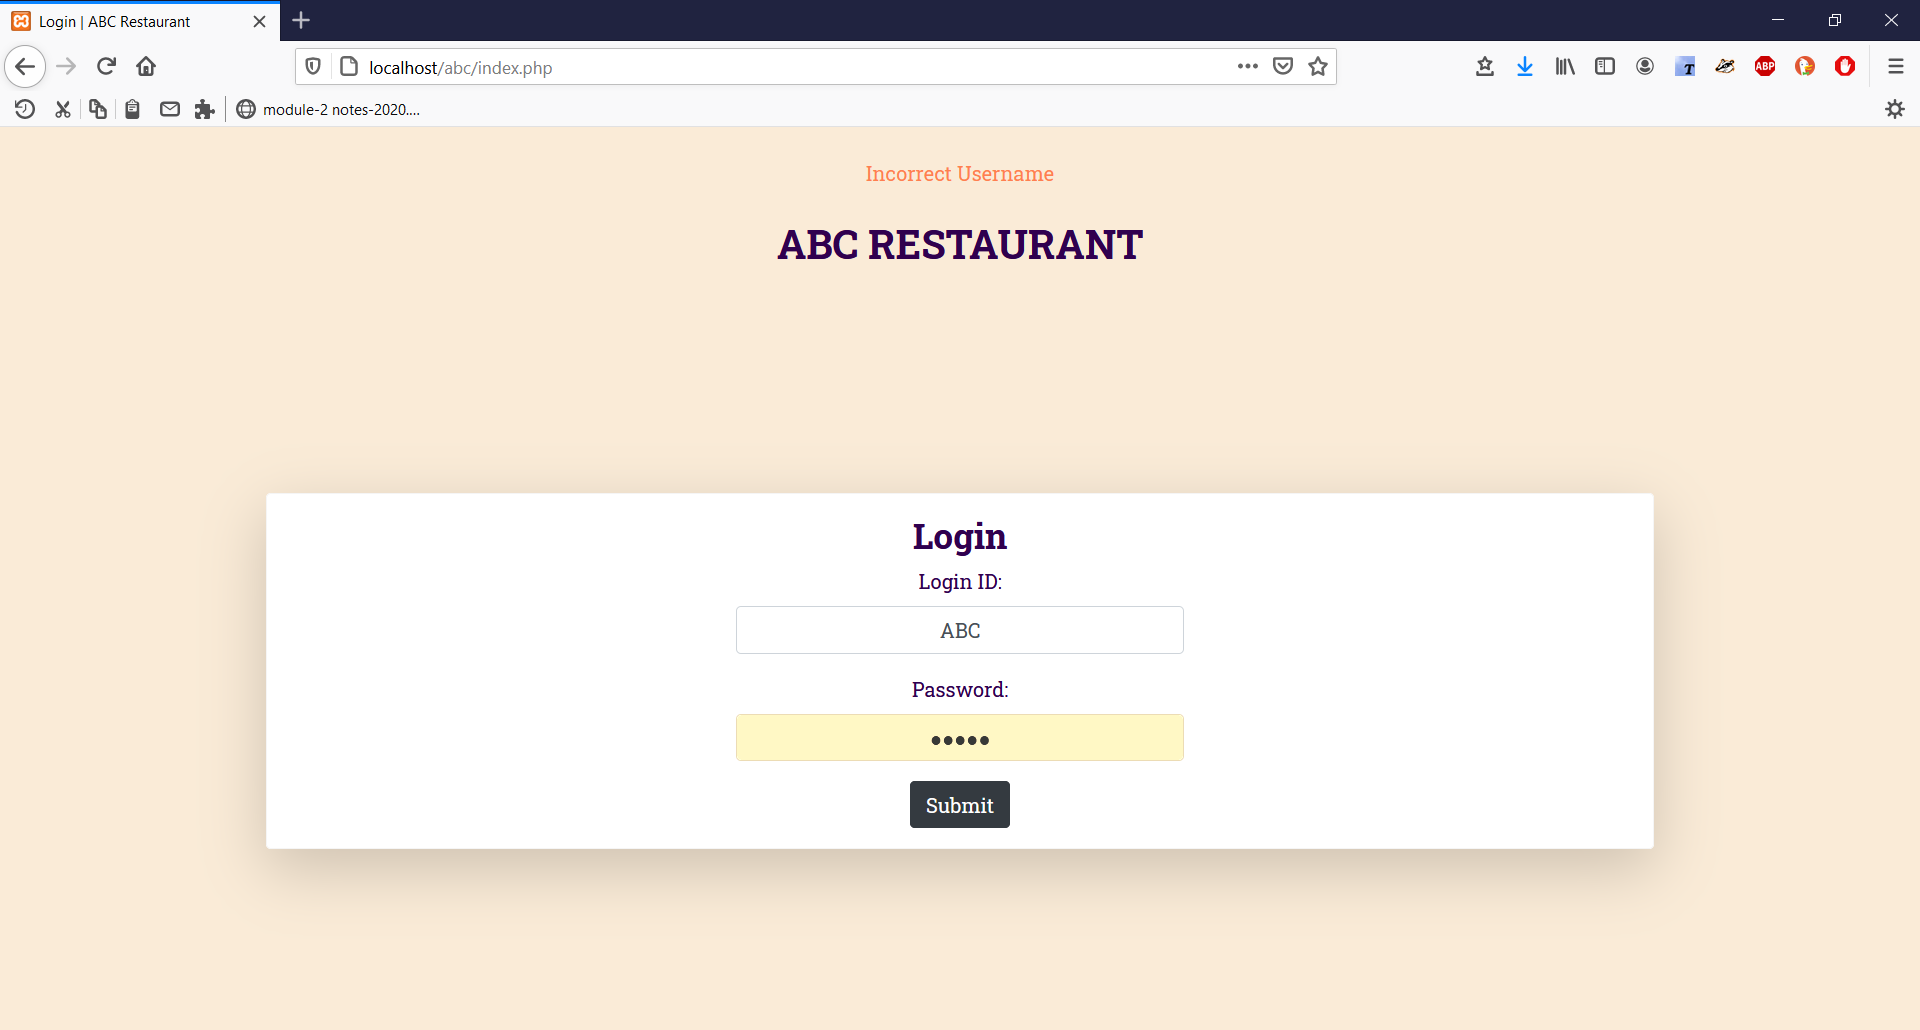 Login | ABC Restaurant
localhost/abc/index.php
T
ABP
module-2 notes-2020....
Incorrect Username
ABC RESTAURANT
Login
Login ID:
ABC
Password:
•••••
Submit